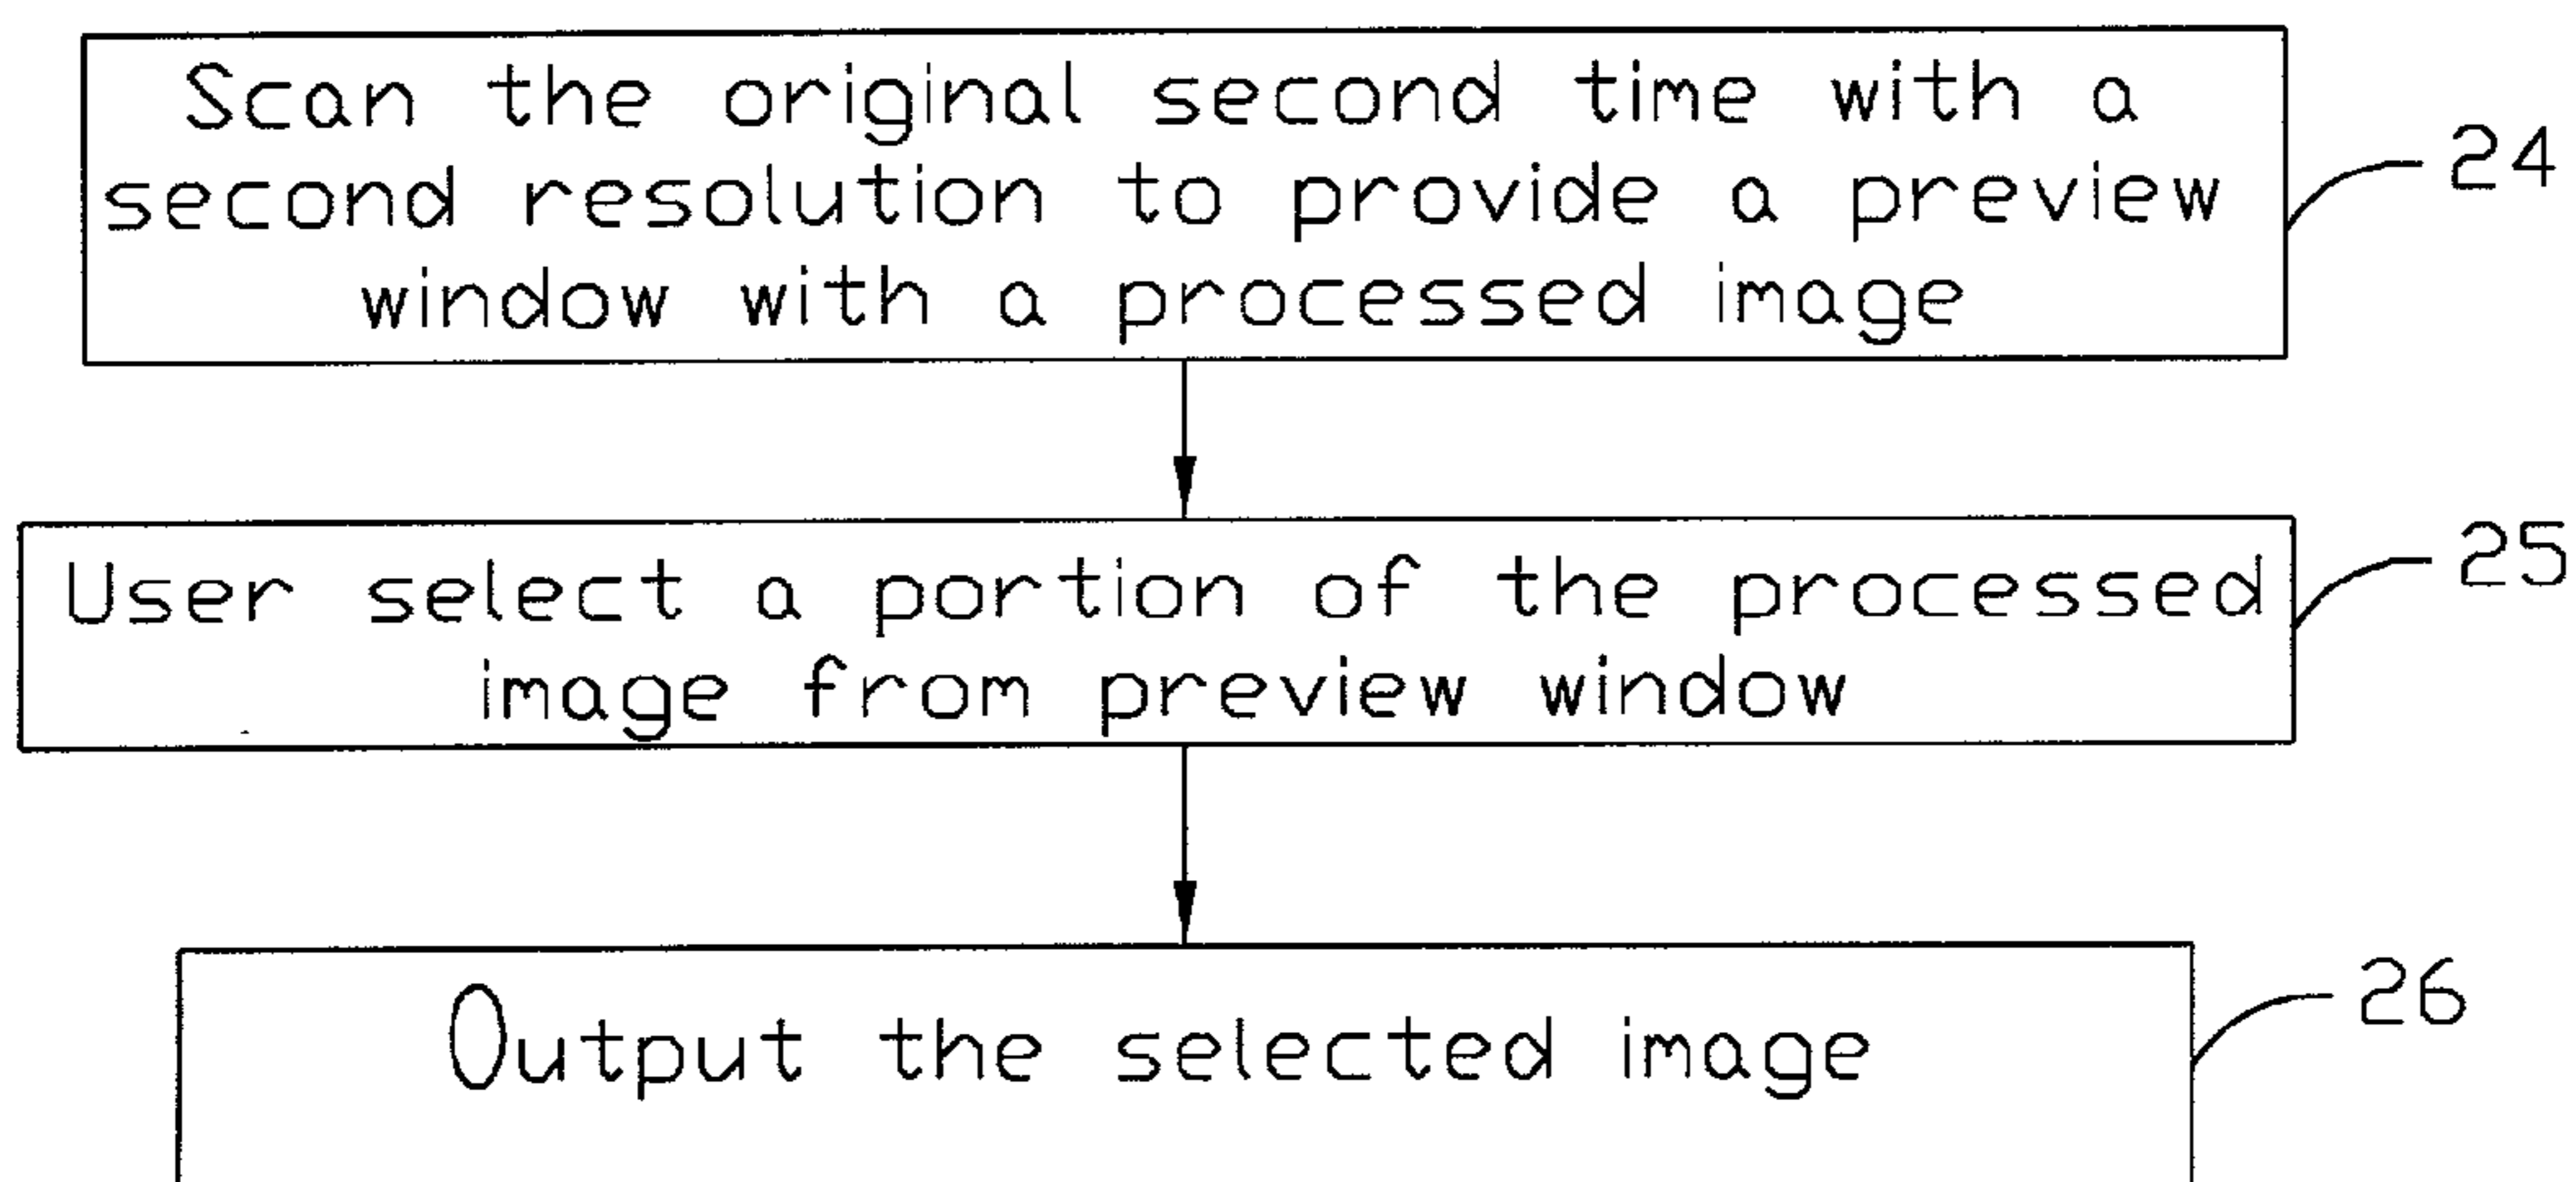 Scan the original second time with a
second resolution to provide a preview
window with a processed image
24
User select a portion of the processed
image from preview window
25
Output the selected image
26